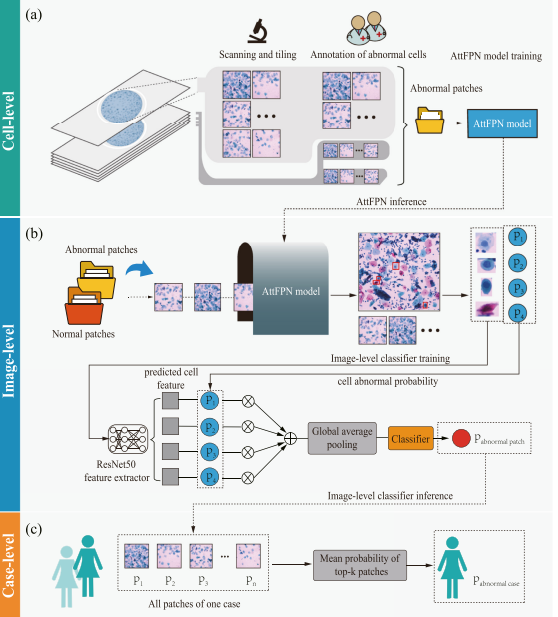 (a)
Cell-level
Scanning and tiling
Annotation of abnormal cells
AttFPN model training
Abnormal patches
AttFPN model
AttFPN inference
(b)
Image-level
Abnormal patches
Normal patches
AttFPN model
P1
P2
P3
P4
Image-level classifier training
cell abnormal probability
predicted cell
feature
P1
P2
P3
P4
ResNet50
feature extractor
Global average
pooling
Classifier
Pabnormal patch
Image-level classifier inference
(c)
Case-level
P1 P2 P3 Pn
All patches of one case
Mean probability of
top-k patches
Pabnormal case